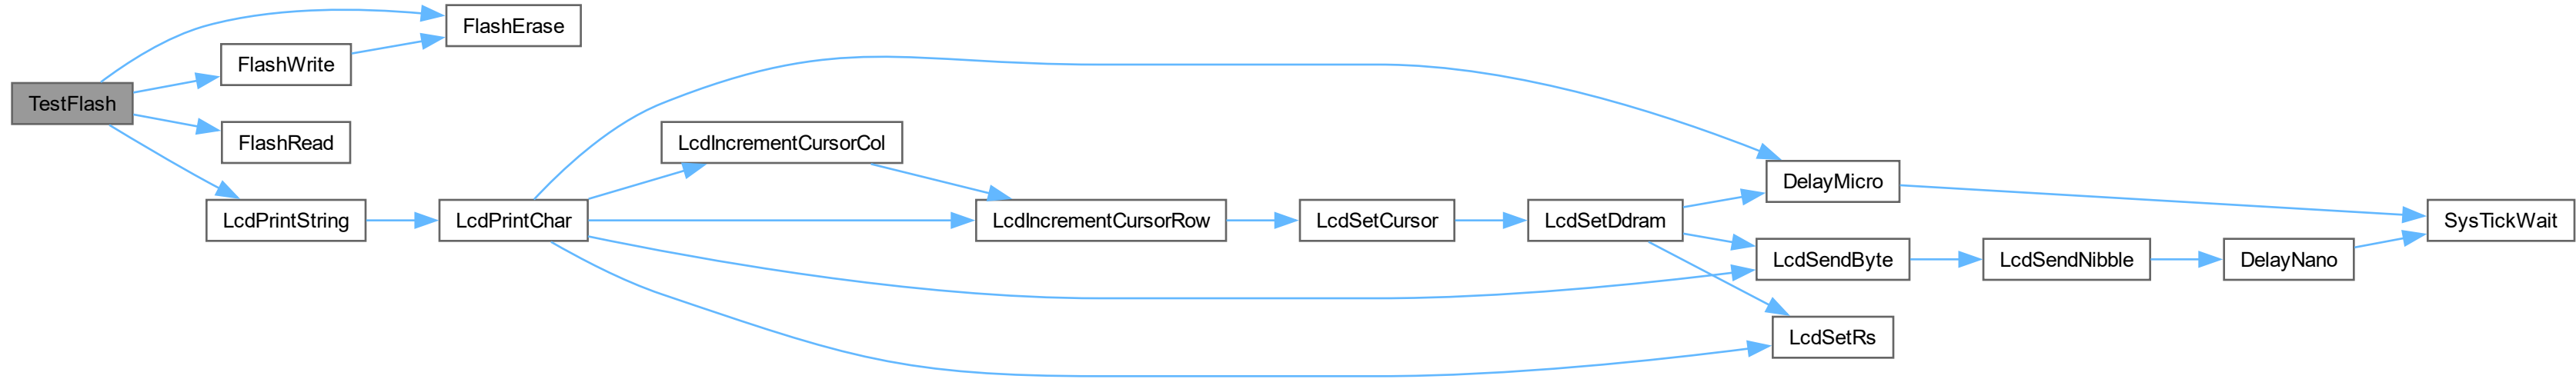 TestFlash
FlashErase
FlashWrite
FlashRead
LcdPrintString
LcdPrintChar
LcdIncrementCursorCol
LcdIncrementCursorRow
LcdSetCursor
LcdSetDdram
DelayMicro
LcdSendByte
LcdSetRs
LcdSendNibble
DelayNano
SysTickWait